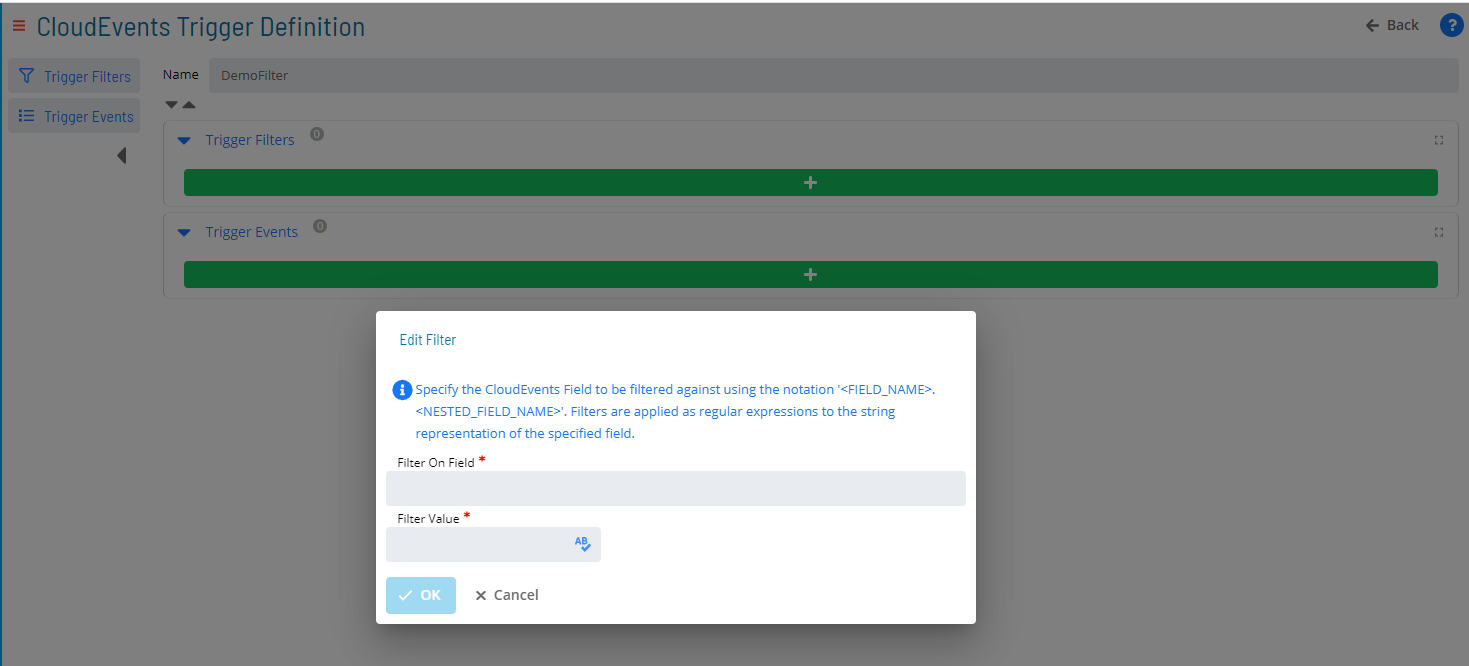 CloudEvents Trigger Definition
Back
?
Trigger Filters
Name
DemoFilter
Trigger Events
Trigger Filters
0
+
Trigger Events
0
+
Edit Filter
Specify the CloudEvents Field to be filtered against using the notation '<FIELD_NAME>.
<NESTED_FIELD_NAME>'. Filters are applied as regular expressions to the string
representation of the specified field.
Filter On Field *
Filter Value *
AB
OK
Cancel